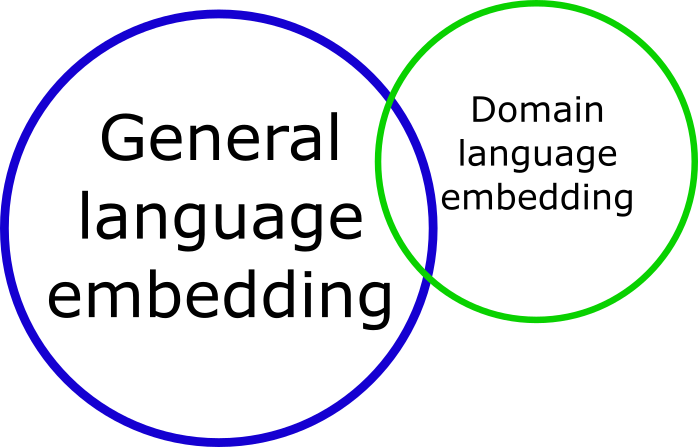 General
language
embedding
Domain
language
embedding